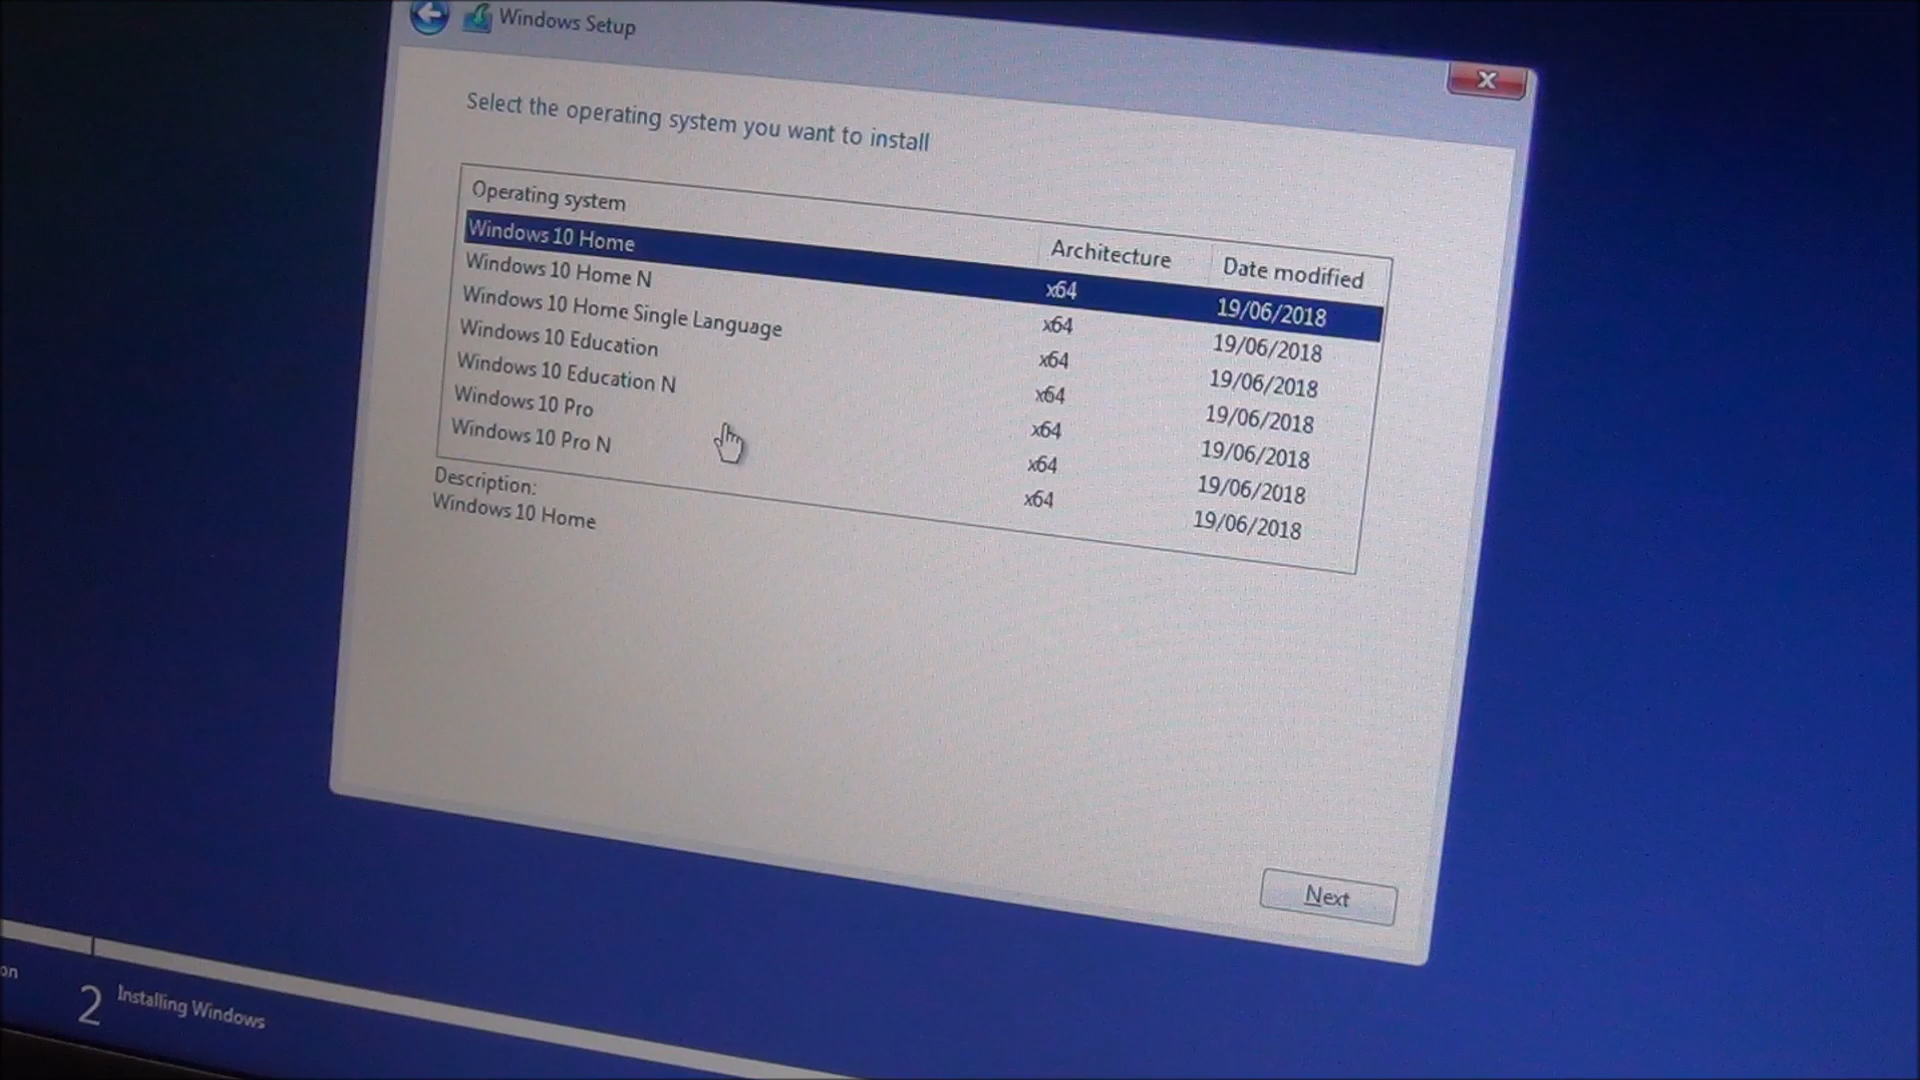 Windows Setup
Select the operating system you want to install
Operating system Architecture Date modified
Windows 10 Home x64 19/06/2018
Windows 10 Home N x64 19/06/2018
Windows 10 Home Single Language x64 19/06/2018
Windows 10 Education x64 19/06/2018
Windows 10 Education N x64 19/06/2018
Windows 10 Pro x64 19/06/2018
Windows 10 Pro N x64 19/06/2018
Description:
Windows 10 Home
Next
on
2 Installing Windows